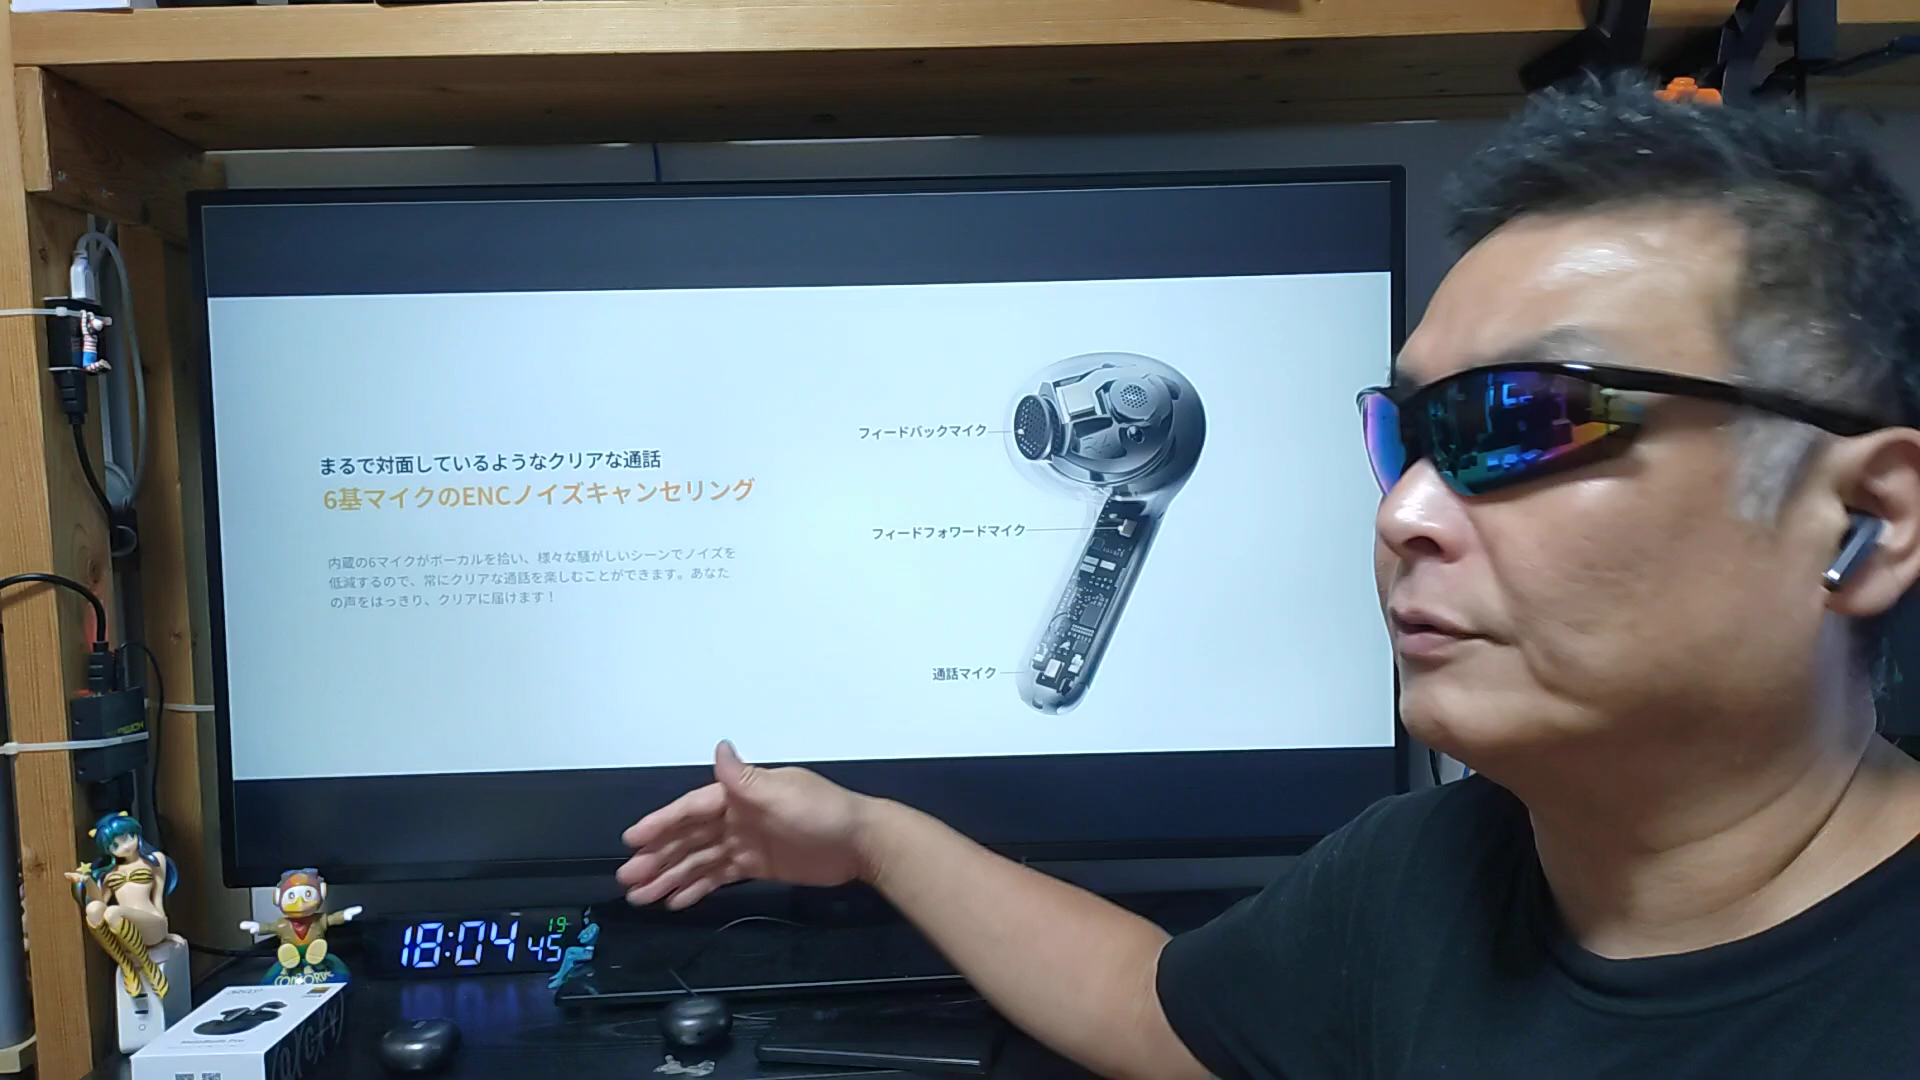 まるで対面しているようなクリアな通話
6基マイクのENCノイズキャンセリング
内蔵の6マイクがボーカルを拾い、様々な騒がしいシーンでノイズを
低減するので、常にクリアな通話を楽しむことができます。あなた
の声をはっきり、クリアに届けます！
フィードバックマイク
フィードフォワードマイク
通話マイク
18:04 45
19